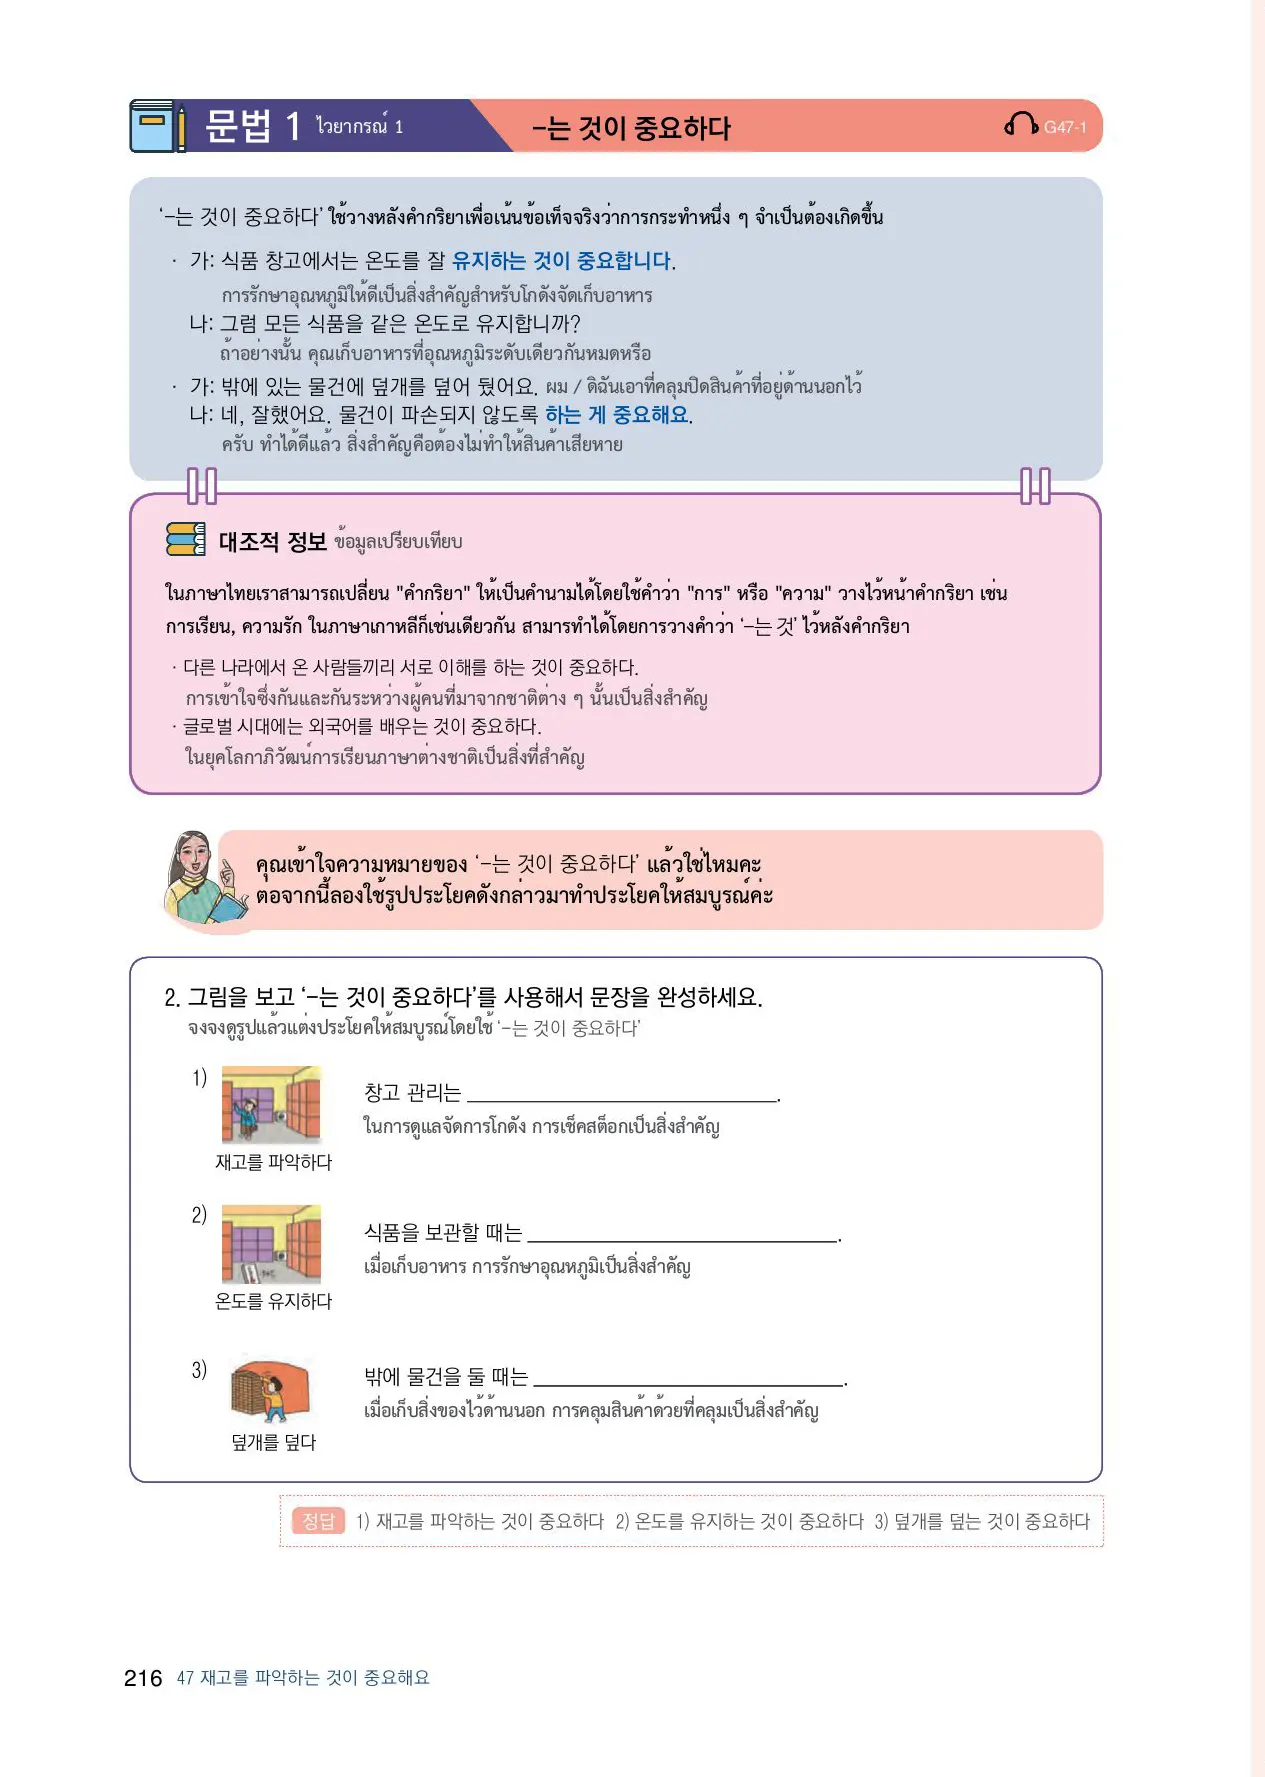 문법 1 ไวยากรณ์ 1 -는 것이 중요하다 G47-1
‘-는 것이 중요하다’ ใช้วางหลังคำกริยาเพื่อเน้นข้อเท็จจริงว่าการกระทำหนึ่ง ๆ จำเป็นต้องเกิดขึ้น
· 가: 식품 창고에서는 온도를 잘 유지하는 것이 중요합니다.
การรักษาอุณหภูมิให้ดีเป็นสิ่งสำคัญสำหรับโกดังจัดเก็บอาหาร
나: 그럼 모든 식품을 같은 온도로 유지합니까?
ถ้าอย่างนั้น คุณเก็บอาหารที่อุณหภูมิระดับเดียวกันหมดหรือ
· 가: 밖에 있는 물건에 덮개를 덮어 뒀어요. ผม / ดิฉันเอาที่คลุมปิดสินค้าที่อยู่ด้านนอกไว้
나: 네, 잘했어요. 물건이 파손되지 않도록 하는 게 중요해요.
ครับ ทำได้ดีแล้ว สิ่งสำคัญคือต้องไม่ทำให้สินค้าเสียหาย
대조적 정보 ข้อมูลเปรียบเทียบ
ในภาษาไทยเราสามารถเปลี่ยน "คำกริยา" ให้เป็นคำนามได้โดยใช้คำว่า "การ" หรือ "ความ" วางไว้หน้าคำกริยา เช่น
การเรียน, ความรัก ในภาษาเกาหลีก็เช่นเดียวกัน สามารถทำได้โดยการวางคำว่า ‘-는 것’ ไว้หลังคำกริยา
· 다른 나라에서 온 사람들끼리 서로 이해를 하는 것이 중요하다.
การเข้าใจซึ่งกันและกันระหว่างผู้คนที่มาจากชาติต่าง ๆ นั้นเป็นสิ่งสำคัญ
· 글로벌 시대에는 외국어를 배우는 것이 중요하다.
ในยุคโลกาภิวัฒน์การเรียนภาษาต่างชาติเป็นสิ่งที่สำคัญ
คุณเข้าใจความหมายของ ‘-는 것이 중요하다’ แล้วใช่ไหมคะ
ตอจากนี้ลองใช้รูปประโยคดังกล่าวมาทำประโยคให้สมบูรณ์ค่ะ
2. 그림을 보고 ‘-는 것이 중요하다’를 사용해서 문장을 완성하세요.
จงจงดูรูปแล้วแต่งประโยคให้สมบูรณ์โดยใช้ ‘-는 것이 중요하다’
1) 창고 관리는 ____________________.
ในการดูแลจัดการโกดัง การเช็คสต็อกเป็นสิ่งสำคัญ
재고를 파악하다
2) 식품을 보관할 때는 ____________________.
เมื่อเก็บอาหาร การรักษาอุณหภูมิเป็นสิ่งสำคัญ
온도를 유지하다
3) 밖에 물건을 둘 때는 ____________________.
เมื่อเก็บสิ่งของไว้ด้านนอก การคลุมสินค้าด้วยที่คลุมเป็นสิ่งสำคัญ
덮개를 덮다
정답 1) 재고를 파악하는 것이 중요하다 2) 온도를 유지하는 것이 중요하다 3) 덮개를 덮는 것이 중요하다
216 47 재고를 파악하는 것이 중요해요